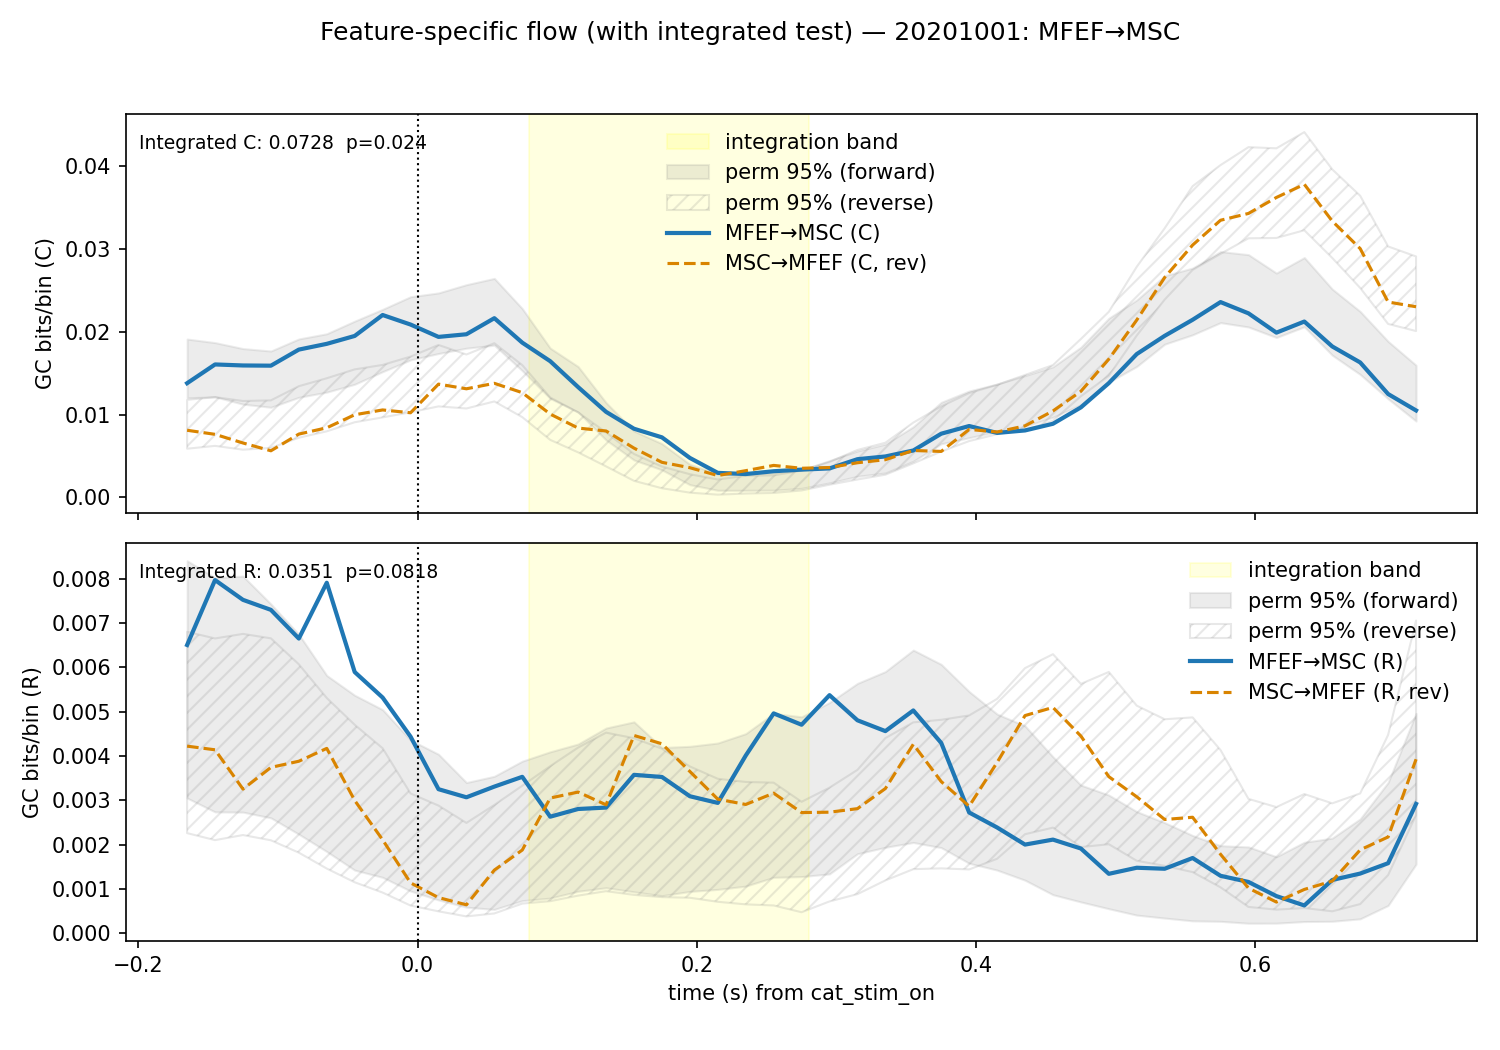 Feature-specific flow (with integrated test) — 20201001: MFEF→MSC
Integrated C: 0.0728  p=0.024
integration band
perm 95% (forward)
perm 95% (reverse)
MFEF→MSC (C)
MSC→MFEF (C, rev)
GC bits/bin (C)
0.04
0.03
0.02
0.01
0.00
Integrated R: 0.0351  p=0.0818
integration band
perm 95% (forward)
perm 95% (reverse)
MFEF→MSC (R)
MSC→MFEF (R, rev)
GC bits/bin (R)
0.008
0.007
0.006
0.005
0.004
0.003
0.002
0.001
0.000
−0.2 0.0 0.2 0.4 0.6
time (s) from cat_stim_on